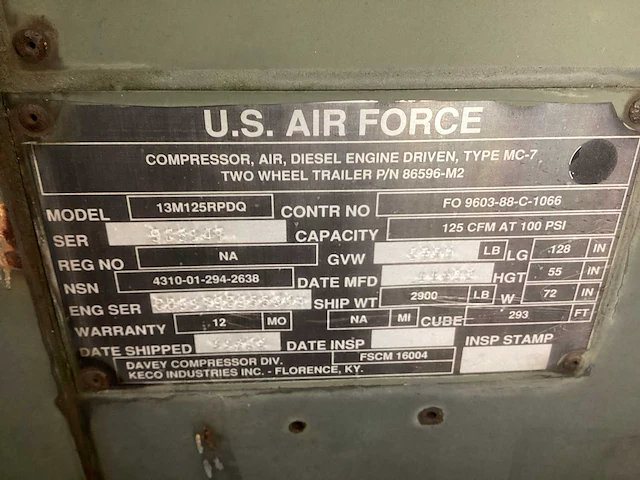 U.S. AIR FORCE
COMPRESSOR, AIR, DIESEL ENGINE DRIVEN, TYPE MC-7
TWO WHEEL TRAILER P/N 86596-M2
MODEL 13M125RPDQ CONTR NO FO 9603-88-C-1066
SER CAPACITY 125 CFM AT 100 PSI
REG NO NA GVW LB LG 128 IN
NSN 4310-01-294-2638 DATE MFD HGT 55 IN
ENG SER SHIP WT 2900 LB W 72 IN
WARRANTY 12 MO NA MI CUBE 293 FT
DATE SHIPPED DATE INSP INSP STAMP
DAVEY COMPRESSOR DIV. FSCM 16004
KECO INDUSTRIES INC. - FLORENCE, KY.